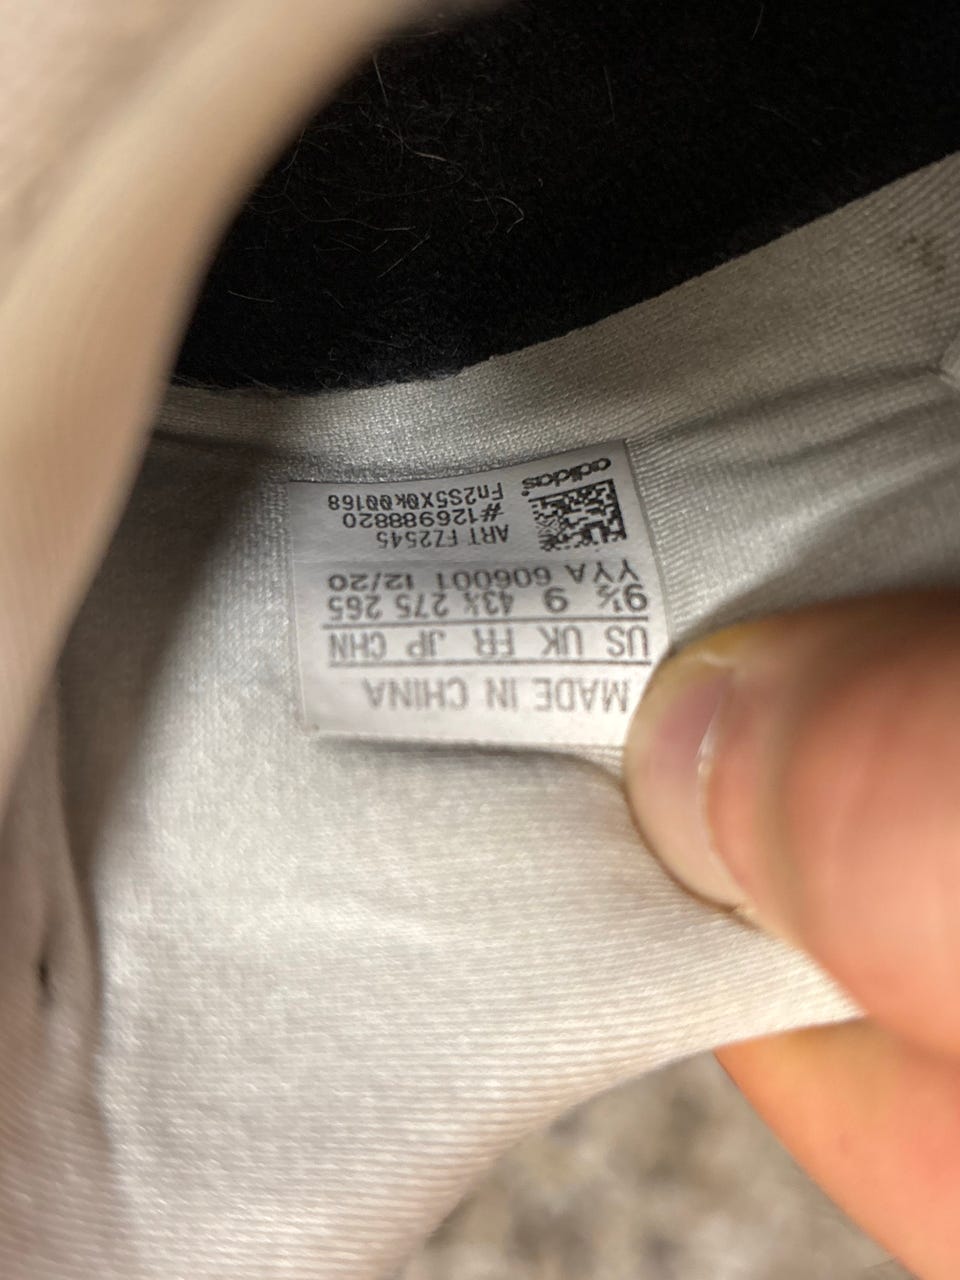 MADE IN CHINA
US UK FR JP CHN
9½ 9 43⅓ 275 265
YYA 606001 12/20
ART FZ2545
#126988820
Fn2S5X0k00168
adidas